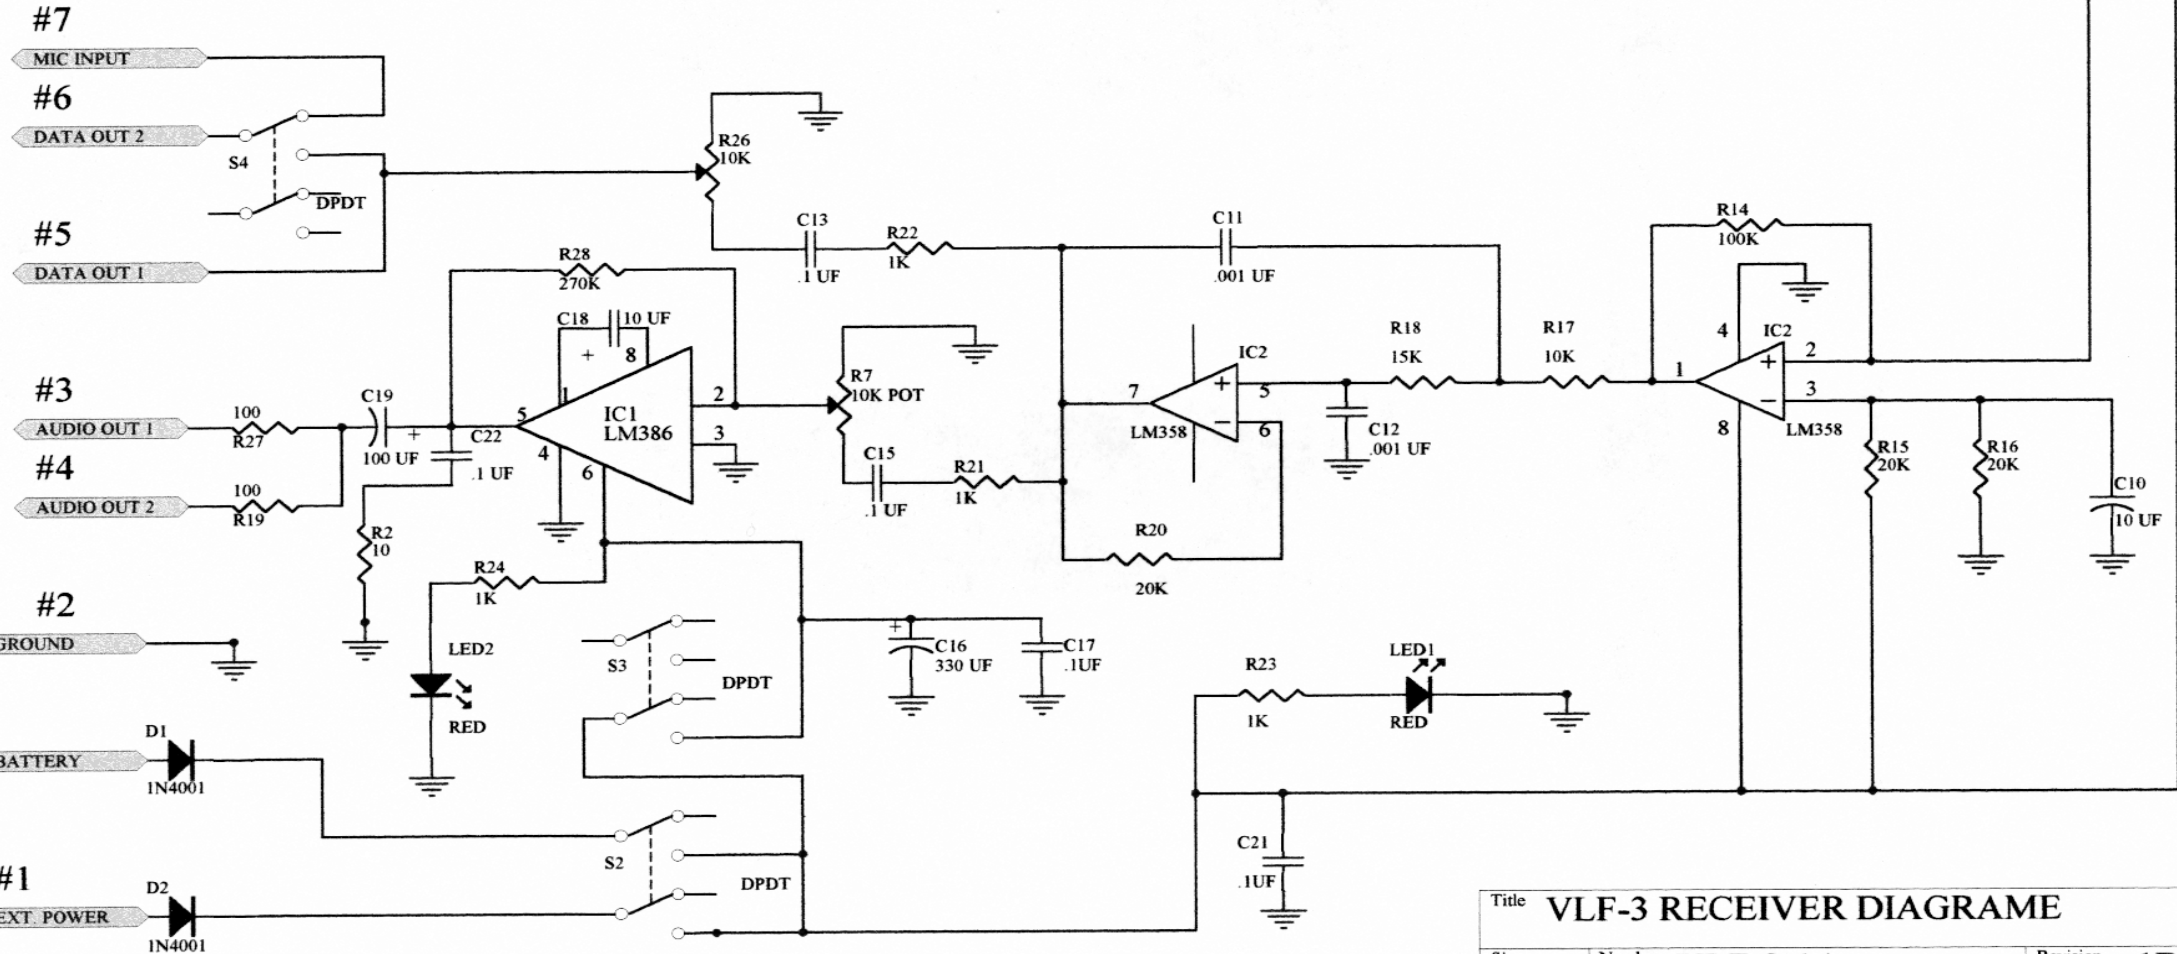 #7
MIC INPUT
#6
DATA OUT 2
S4
DPDT
#5
DATA OUT 1
R26
10K
C13
.1 UF
R22
1K
C11
.001 UF
R14
100K
R28
270K
C18
10 UF
+
8
1
R7
10K POT
IC2
+
5
7
LM358
−
6
R18
15K
R17
10K
4
IC2
1
+
2
−
3
8
LM358
#3
AUDIO OUT 1
100
R27
C19
+
100 UF
C22
.1 UF
5
IC1
LM386
2
3
4
6
C15
.1 UF
R21
1K
C12
.001 UF
R15
20K
R16
20K
C10
10 UF
#4
AUDIO OUT 2
100
R19
R2
10
R20
20K
R24
1K
#2
GROUND
LED2
RED
S3
DPDT
+
C16
330 UF
C17
.1UF
R23
1K
LED1
RED
D1
BATTERY
1N4001
S2
DPDT
C21
.1UF
#1
D2
EXT. POWER
1N4001
Title
VLF-3 RECEIVER DIAGRAME